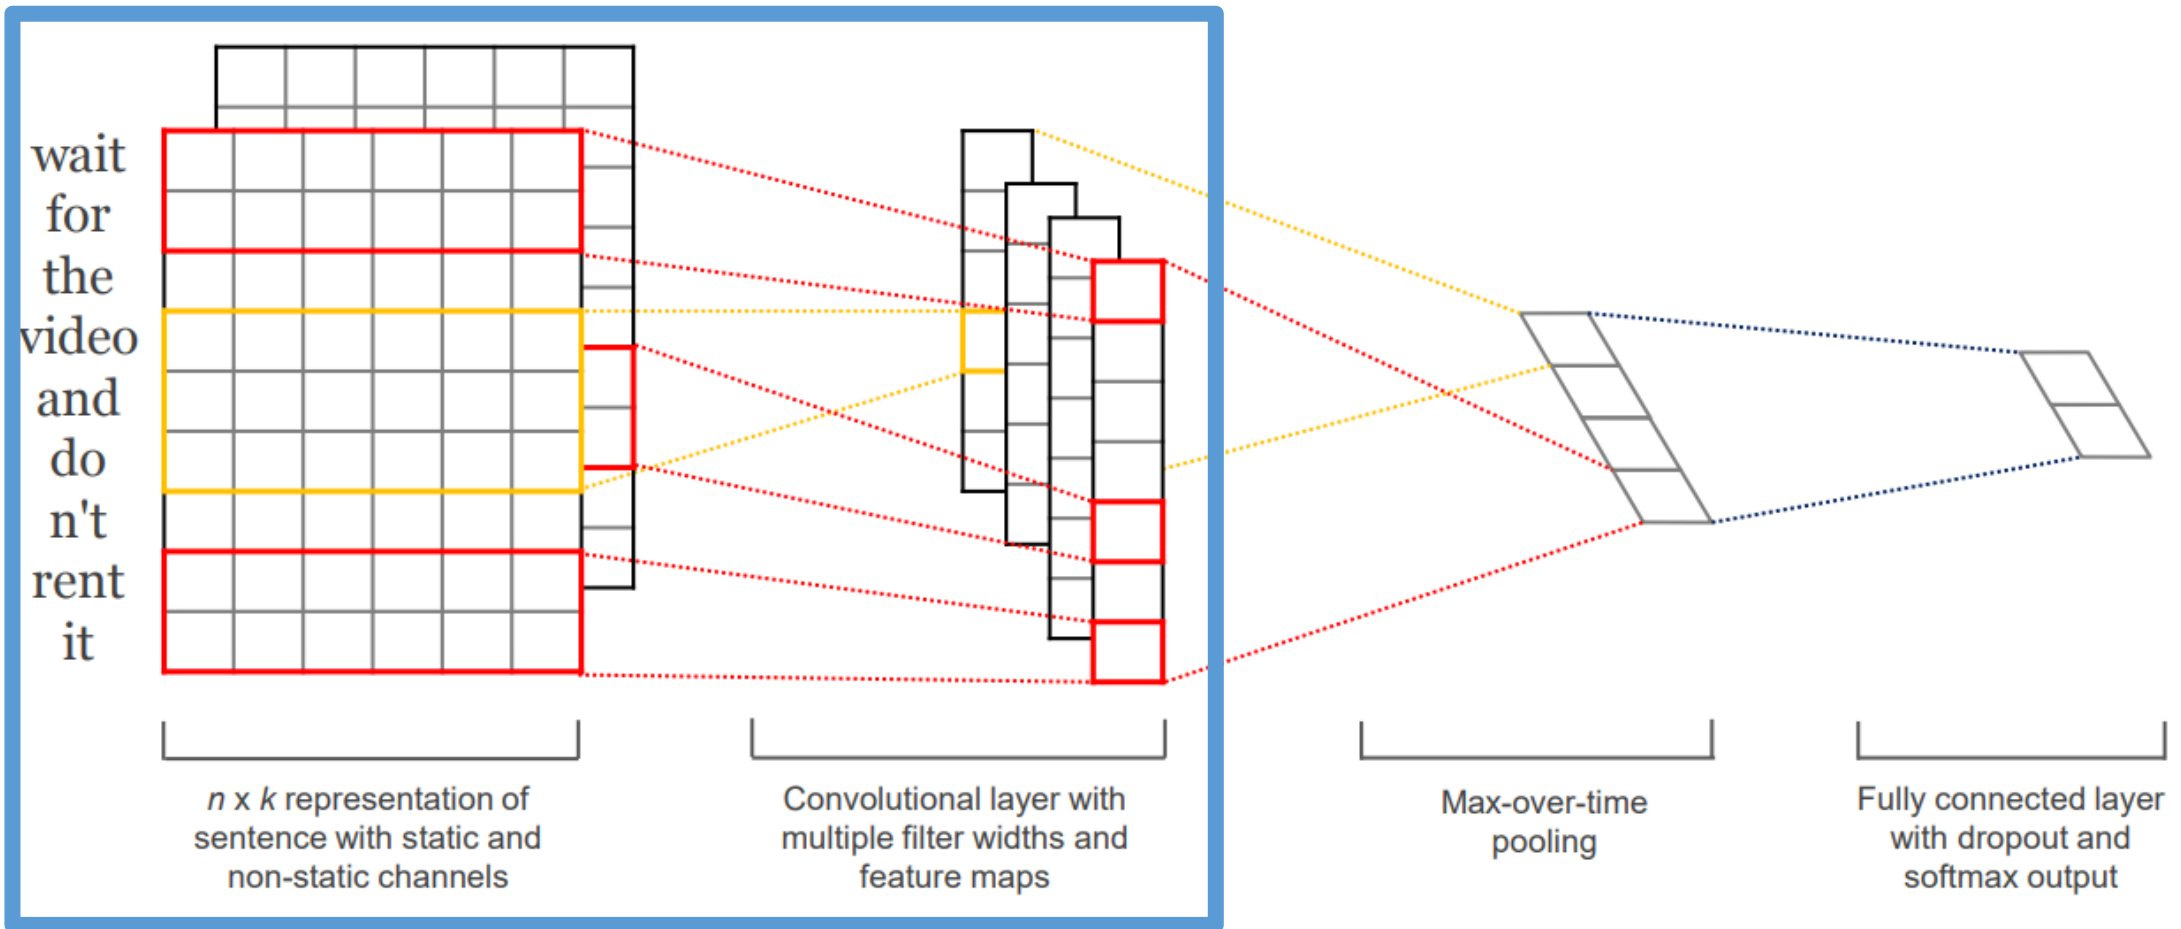 wait
for
the
video
and
do
n't
rent
it
n x k representation of
sentence with static and
non-static channels
Convolutional layer with
multiple filter widths and
feature maps
Max-over-time
pooling
Fully connected layer
with dropout and
softmax output